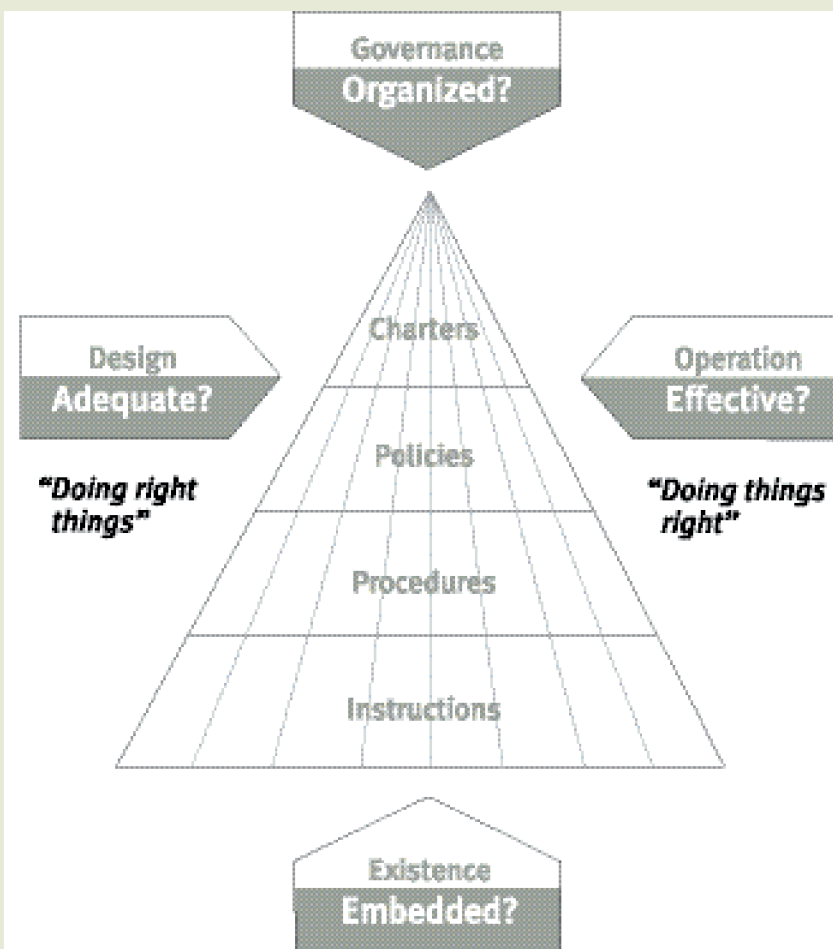 Governance
Organized?
Charters
Design
Adequate?
Operation
Effective?
Policies
“Doing right
things”
“Doing things
right”
Procedures
Instructions
Existence
Embedded?